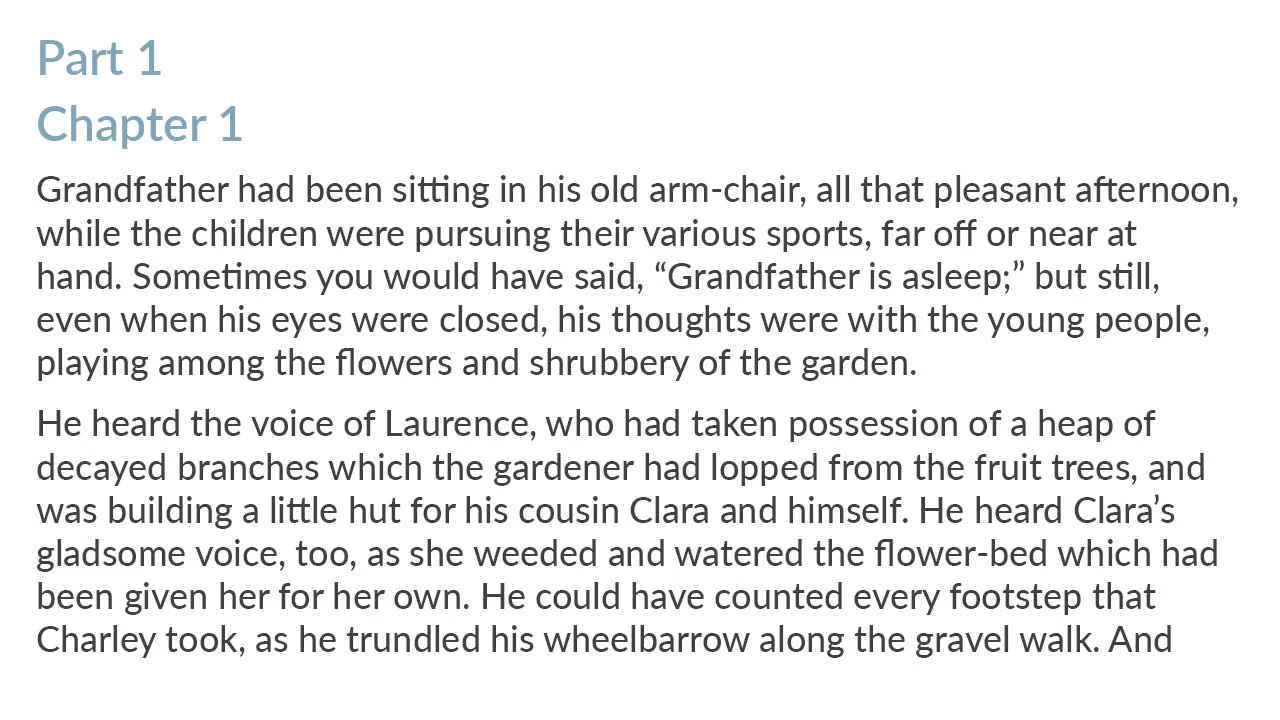 Part 1
Chapter 1
Grandfather had been sitting in his old arm-chair, all that pleasant afternoon,
while the children were pursuing their various sports, far off or near at
hand. Sometimes you would have said, “Grandfather is asleep;” but still,
even when his eyes were closed, his thoughts were with the young people,
playing among the flowers and shrubbery of the garden.
He heard the voice of Laurence, who had taken possession of a heap of
decayed branches which the gardener had lopped from the fruit trees, and
was building a little hut for his cousin Clara and himself. He heard Clara’s
gladsome voice, too, as she weeded and watered the flower-bed which had
been given her for her own. He could have counted every footstep that
Charley took, as he trundled his wheelbarrow along the gravel walk. And